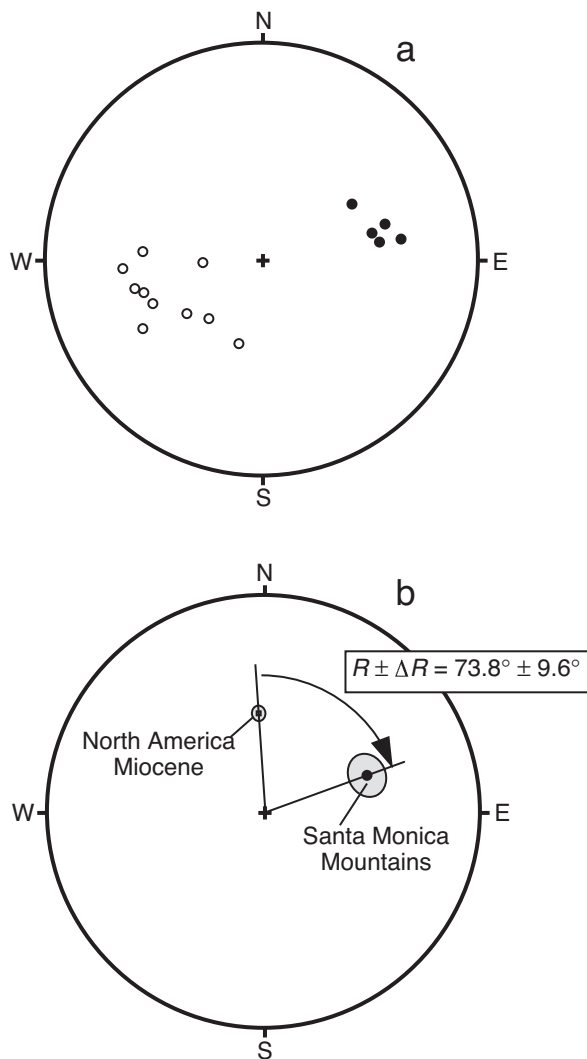 N
a
W
E
S
N
b
R ± ΔR = 73.8° ± 9.6°
North America
Miocene
W
E
Santa Monica
Mountains
S